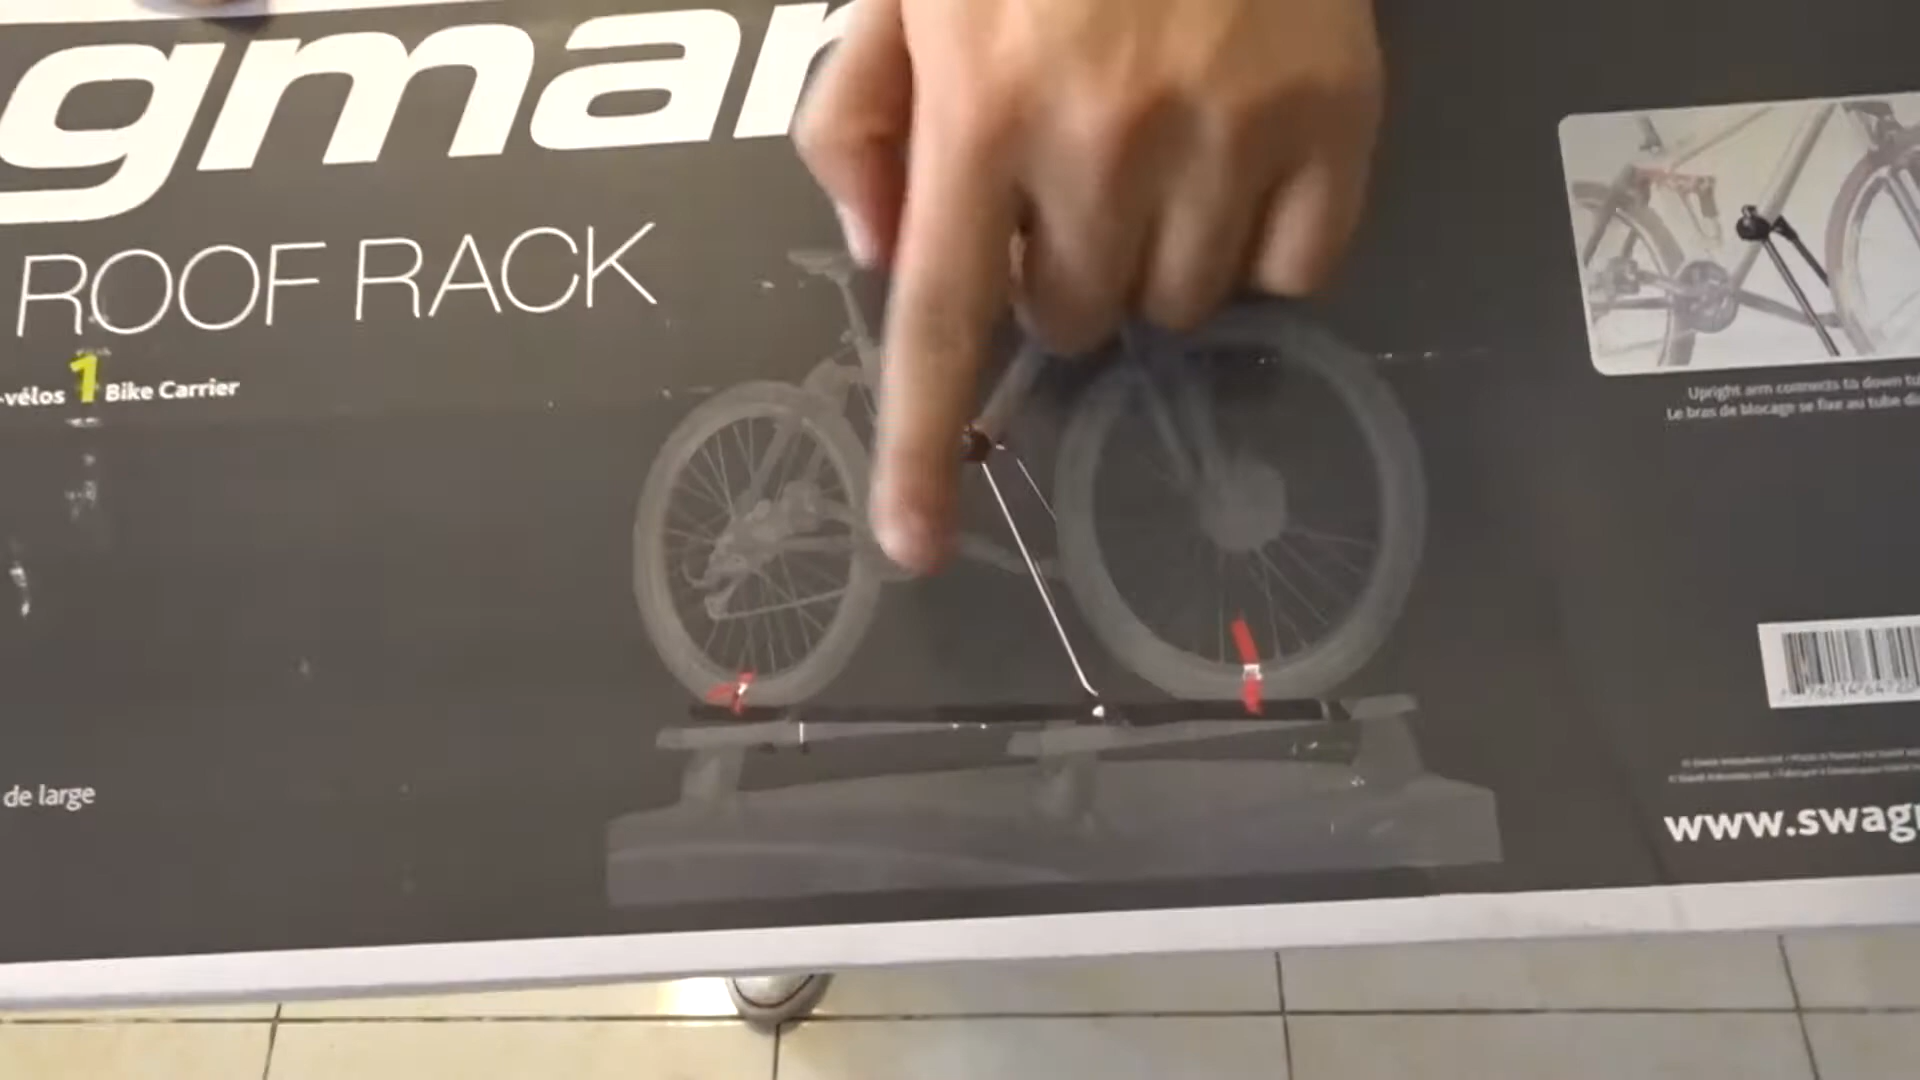 gmar
ROOF RACK
-vélos 1 Bike Carrier
Upright arm connects to down tu
Le bras de blocage se fixe au tube dia
de large
www.swag